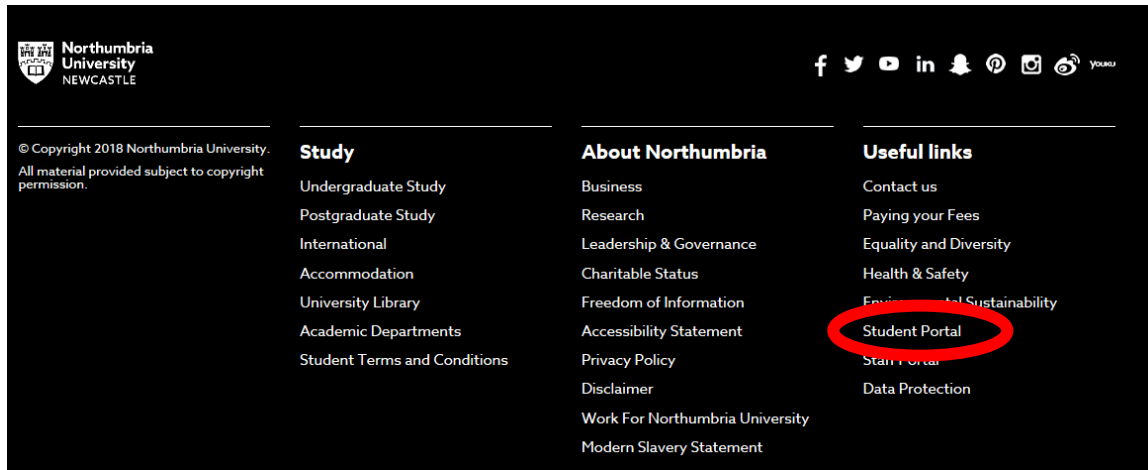 Northumbria
University
NEWCASTLE
YOUKU
© Copyright 2018 Northumbria University.
All material provided subject to copyright
permission.
Study
Undergraduate Study
Postgraduate Study
International
Accommodation
University Library
Academic Departments
Student Terms and Conditions
About Northumbria
Business
Research
Leadership & Governance
Charitable Status
Freedom of Information
Accessibility Statement
Privacy Policy
Disclaimer
Work For Northumbria University
Modern Slavery Statement
Useful links
Contact us
Paying your Fees
Equality and Diversity
Health & Safety
Environmental Sustainability
Student Portal
Staff Portal
Data Protection